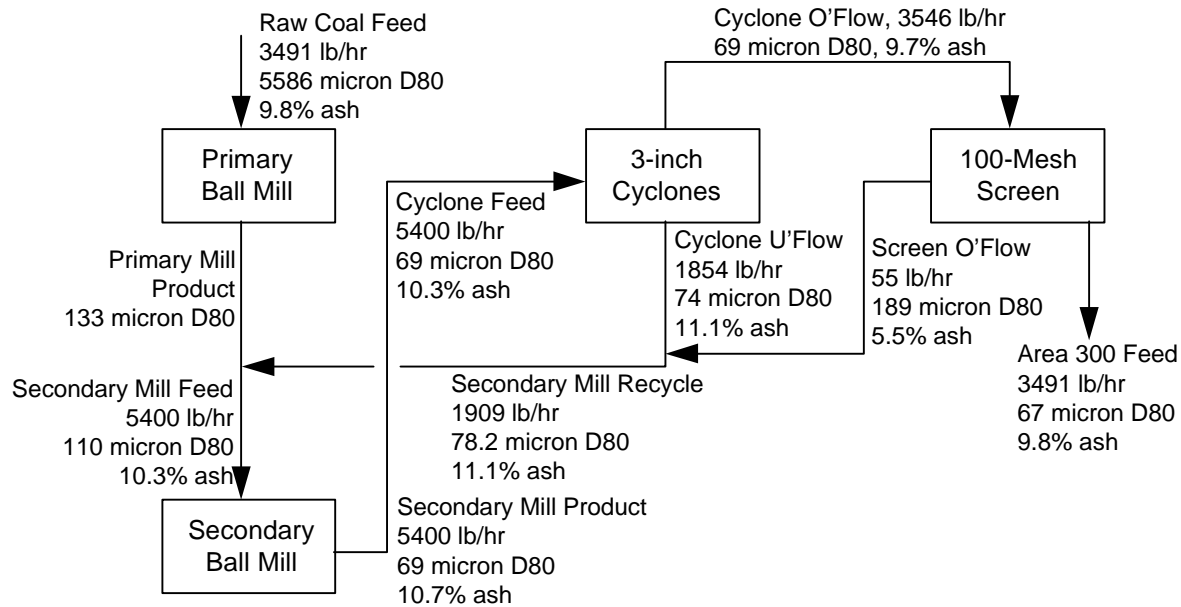 Raw Coal Feed
3491 lb/hr
5586 micron D80
9.8% ash
Cyclone O'Flow, 3546 lb/hr
69 micron D80, 9.7% ash
Primary
Ball Mill
3-inch
Cyclones
100-Mesh
Screen
Cyclone Feed
5400 lb/hr
69 micron D80
10.3% ash
Primary Mill
Product
133 micron D80
Cyclone U'Flow
1854 lb/hr
74 micron D80
11.1% ash
Screen O'Flow
55 lb/hr
189 micron D80
5.5% ash
Area 300 Feed
3491 lb/hr
67 micron D80
9.8% ash
Secondary Mill Feed
5400 lb/hr
110 micron D80
10.3% ash
Secondary Mill Recycle
1909 lb/hr
78.2 micron D80
11.1% ash
Secondary
Ball Mill
Secondary Mill Product
5400 lb/hr
69 micron D80
10.7% ash